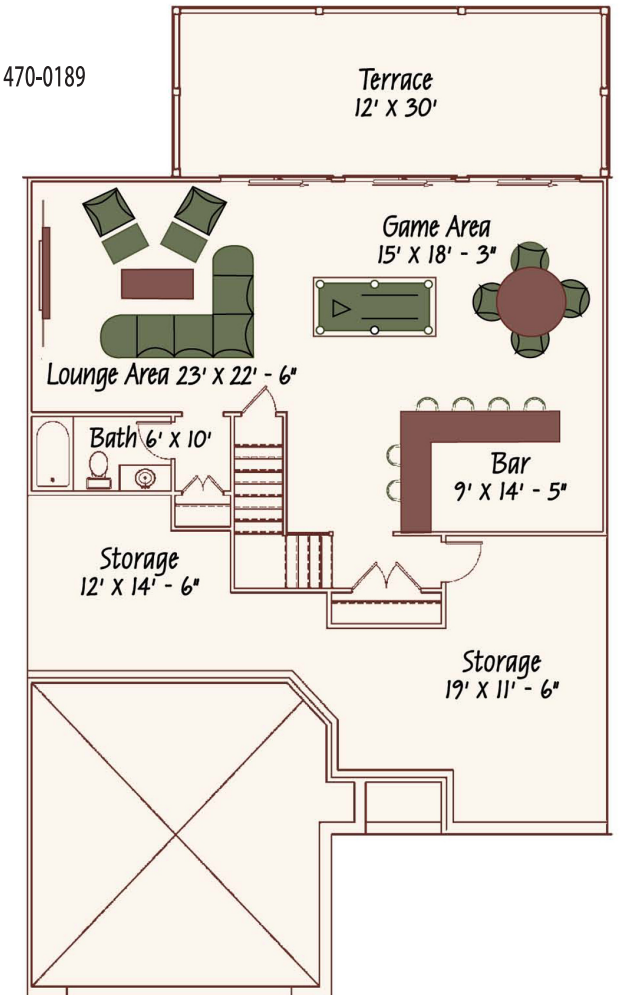 470-0189
Terrace
12' X 30'
Game Area
15' X 18' - 3"
Lounge Area 23' X 22' - 6"
Bath 6' X 10'
Bar
9' X 14' - 5"
Storage
12' X 14' - 6"
Storage
19' X 11' - 6"